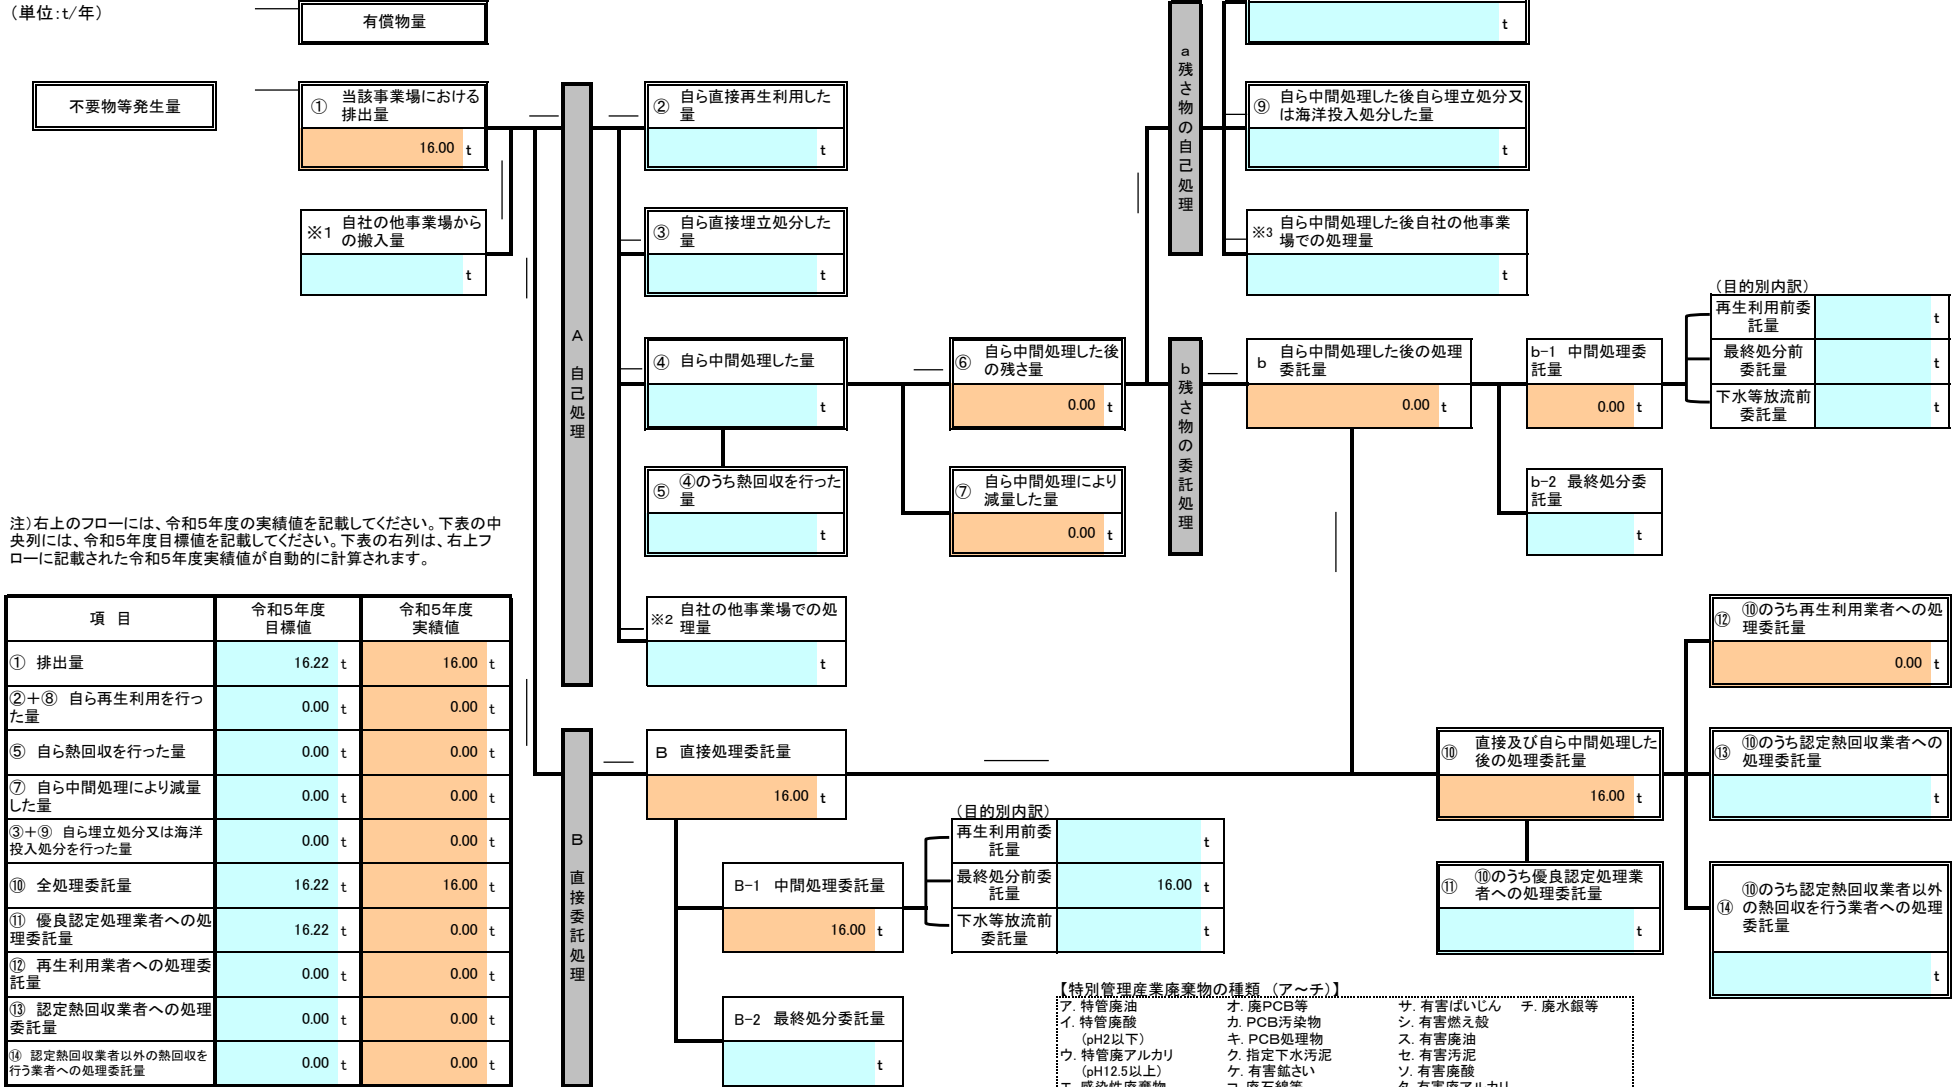 （単位：t/年）
有償物量
t
不要物等発生量
① 当該事業場における
排出量
16.00 t
※1 自社の他事業場から
の搬入量
t
A 自己処理
② 自ら直接再生利用した
量
t
③ 自ら直接埋立処分した
量
t
④ 自ら中間処理した量
t
⑤ ④のうち熱回収を行った
量
t
※2 自社の他事業場での処
理量
t
⑥ 自ら中間処理した後
の残さ量
0.00 t
⑦ 自ら中間処理により
減量した量
0.00 t
a 残さ物の自己処理
⑨ 自ら中間処理した後自ら埋立処分又
は海洋投入処分した量
t
※3 自ら中間処理した後自社の他事業
場での処理量
t
b 残さ物の委託処理
b 自ら中間処理した後の処理
委託量
0.00 t
b-1 中間処理委
託量
0.00 t
b-2 最終処分委
託量
t
（目的別内訳）
再生利用前委
託量
t
最終処分前
委託量
t
下水等放流前
委託量
t
注）右上のフローには、令和5年度の実績値を記載してください。下表の中
央列には、令和5年度目標値を記載してください。下表の右列は、右上フ
ローに記載された令和5年度実績値が自動的に計算されます。
項 目 令和5年度 目標値 令和5年度 実績値
① 排出量 16.22 t 16.00 t
②＋⑧ 自ら再生利用を行っ
た量 0.00 t 0.00 t
⑤ 自ら熱回収を行った量 0.00 t 0.00 t
⑦ 自ら中間処理により減量
した量 0.00 t 0.00 t
③＋⑨ 自ら埋立処分又は海洋
投入処分を行った量 0.00 t 0.00 t
⑩ 全処理委託量 16.22 t 16.00 t
⑪ 優良認定処理業者への処
理委託量 16.22 t 0.00 t
⑫ 再生利用業者への処理委
託量 0.00 t 0.00 t
⑬ 認定熱回収業者への処理
委託量 0.00 t 0.00 t
⑭ 認定熱回収業者以外の熱回収を
行う業者への処理委託量 0.00 t 0.00 t
B 直接委託処理
B 直接処理委託量
16.00 t
B-1 中間処理委託量
16.00 t
B-2 最終処分委託量
t
（目的別内訳）
再生利用前委
託量
t
最終処分前委
託量
16.00 t
下水等放流前
委託量
t
⑩ 直接及び自ら中間処理した
後の処理委託量
16.00 t
⑪ ⑩のうち優良認定処理業
者への処理委託量
t
⑫ ⑩のうち再生利用業者への処
理委託量
0.00 t
⑬ ⑩のうち認定熱回収業者への
処理委託量
t
⑭ ⑩のうち認定熱回収業者以外
の熱回収を行う業者への処理
委託量
t
【特別管理産業廃棄物の種類 （ア～チ）】
ア. 特管廃油 オ. 廃PCB等 サ. 有害ばいじん チ. 廃水銀等
イ. 特管廃酸 カ. PCB汚染物 シ. 有害燃え殻
（pH2以下） キ. PCB処理物 ス. 有害廃油
ウ. 特管廃アルカリ ク. 指定下水汚泥 セ. 有害汚泥
（pH12.5以上） ケ. 有害鉱さい ソ. 有害廃酸
エ. 感染性廃棄物 コ. 廃石綿等 タ. 有害廃アルカリ